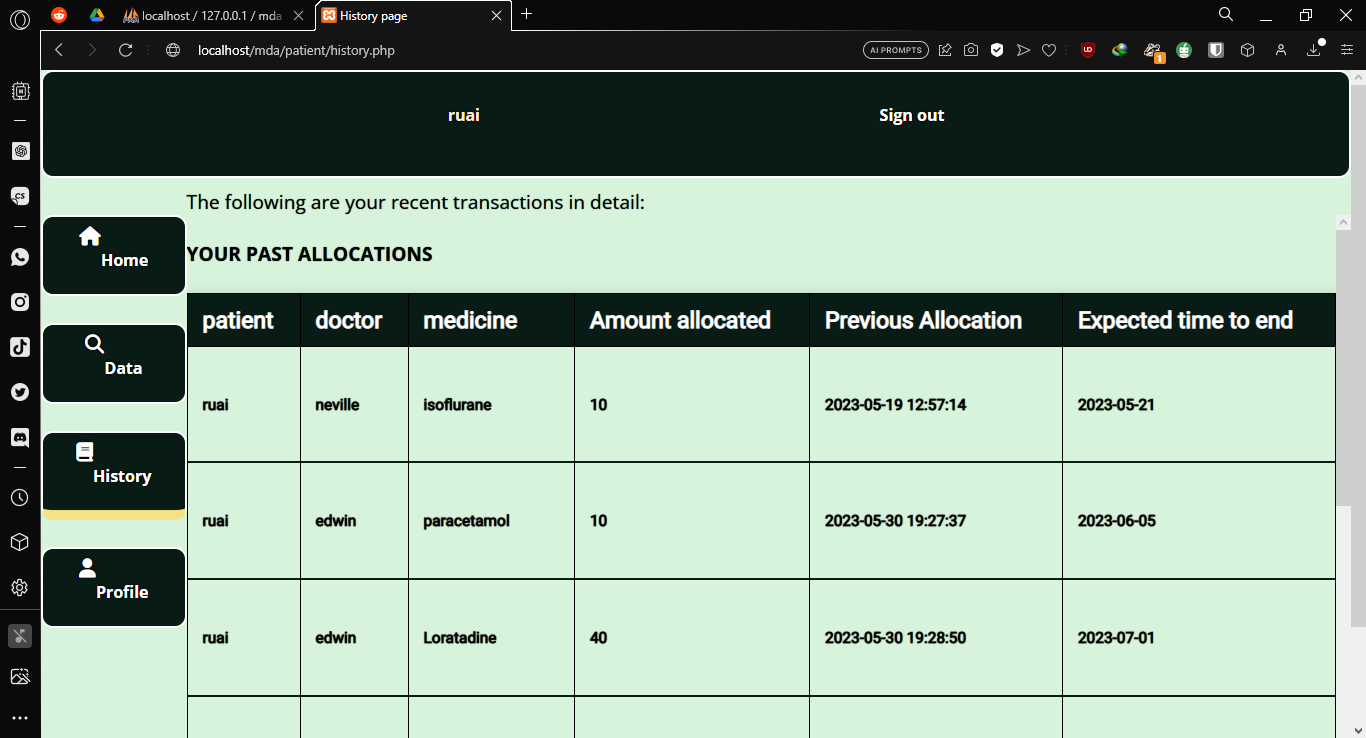 localhost / 127.0.0.1 / mda
History page
localhost/mda/patient/history.php
AI PROMPTS
1
ruai
Sign out
The following are your recent transactions in detail:
Home
YOUR PAST ALLOCATIONS
Data
History
Profile
patient doctor medicine Amount allocated Previous Allocation Expected time to end
ruai neville isoflurane 10 2023-05-19 12:57:14 2023-05-21
ruai edwin paracetamol 10 2023-05-30 19:27:37 2023-06-05
ruai edwin Loratadine 40 2023-05-30 19:28:50 2023-07-01